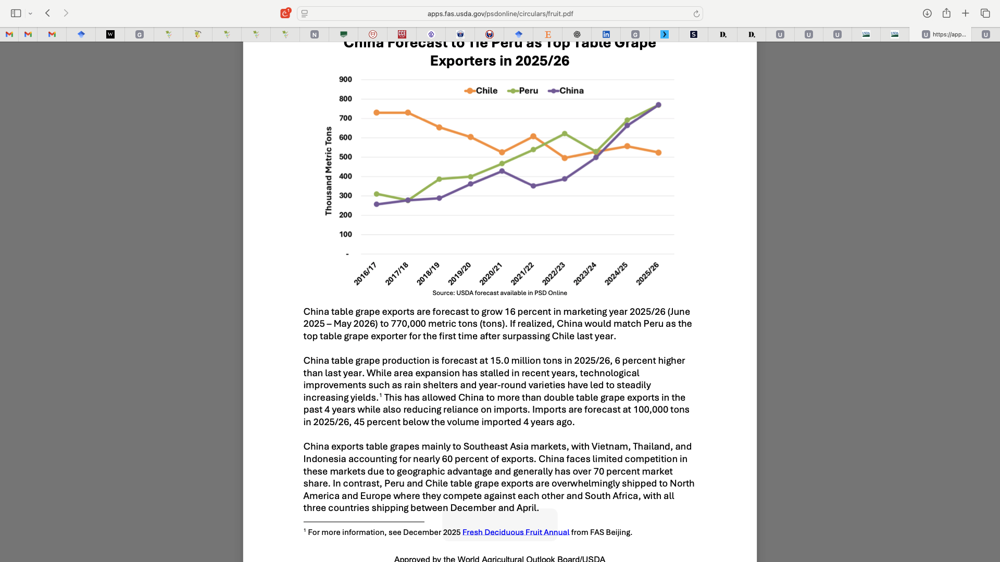 apps.fas.usda.gov/psdonline/circulars/fruit.pdf
1
W
G
N
CCE
E
in
G
S
D.
D.
U
U
U
USDA
USDA
U https://app...
U
China Forecast to Tie Peru as Top Table Grape
Exporters in 2025/26
900
Chile Peru China
800
700
600
500
400
300
200
100
-
Thousand Metric Tons
2016/17 2017/18 2018/19 2019/20 2020/21 2021/22 2022/23 2023/24 2024/25 2025/26
Source: USDA forecast available in PSD Online
China table grape exports are forecast to grow 16 percent in marketing year 2025/26 (June
2025 – May 2026) to 770,000 metric tons (tons). If realized, China would match Peru as the
top table grape exporter for the first time after surpassing Chile last year.
China table grape production is forecast at 15.0 million tons in 2025/26, 6 percent higher
than last year. While area expansion has stalled in recent years, technological
improvements such as rain shelters and year-round varieties have led to steadily
increasing yields.¹ This has allowed China to more than double table grape exports in the
past 4 years while also reducing reliance on imports. Imports are forecast at 100,000 tons
in 2025/26, 45 percent below the volume imported 4 years ago.
China exports table grapes mainly to Southeast Asia markets, with Vietnam, Thailand, and
Indonesia accounting for nearly 60 percent of exports. China faces limited competition in
these markets due to geographic advantage and generally has over 70 percent market
share. In contrast, Peru and Chile table grape exports are overwhelmingly shipped to North
America and Europe where they compete against each other and South Africa, with all
three countries shipping between December and April.
¹ For more information, see December 2025 Fresh Deciduous Fruit Annual from FAS Beijing.
Approved by the World Agricultural Outlook Board/USDA